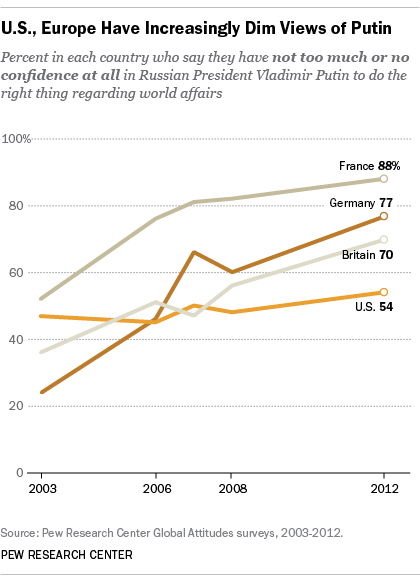 U.S., Europe Have Increasingly Dim Views of Putin
Percent in each country who say they have not too much or no
confidence at all in Russian President Vladimir Putin to do the
right thing regarding world affairs
100%
80
60
40
20
0
France 88%
Germany 77
Britain 70
U.S. 54
2003 2006 2008 2012
Source: Pew Research Center Global Attitudes surveys, 2003-2012.
PEW RESEARCH CENTER